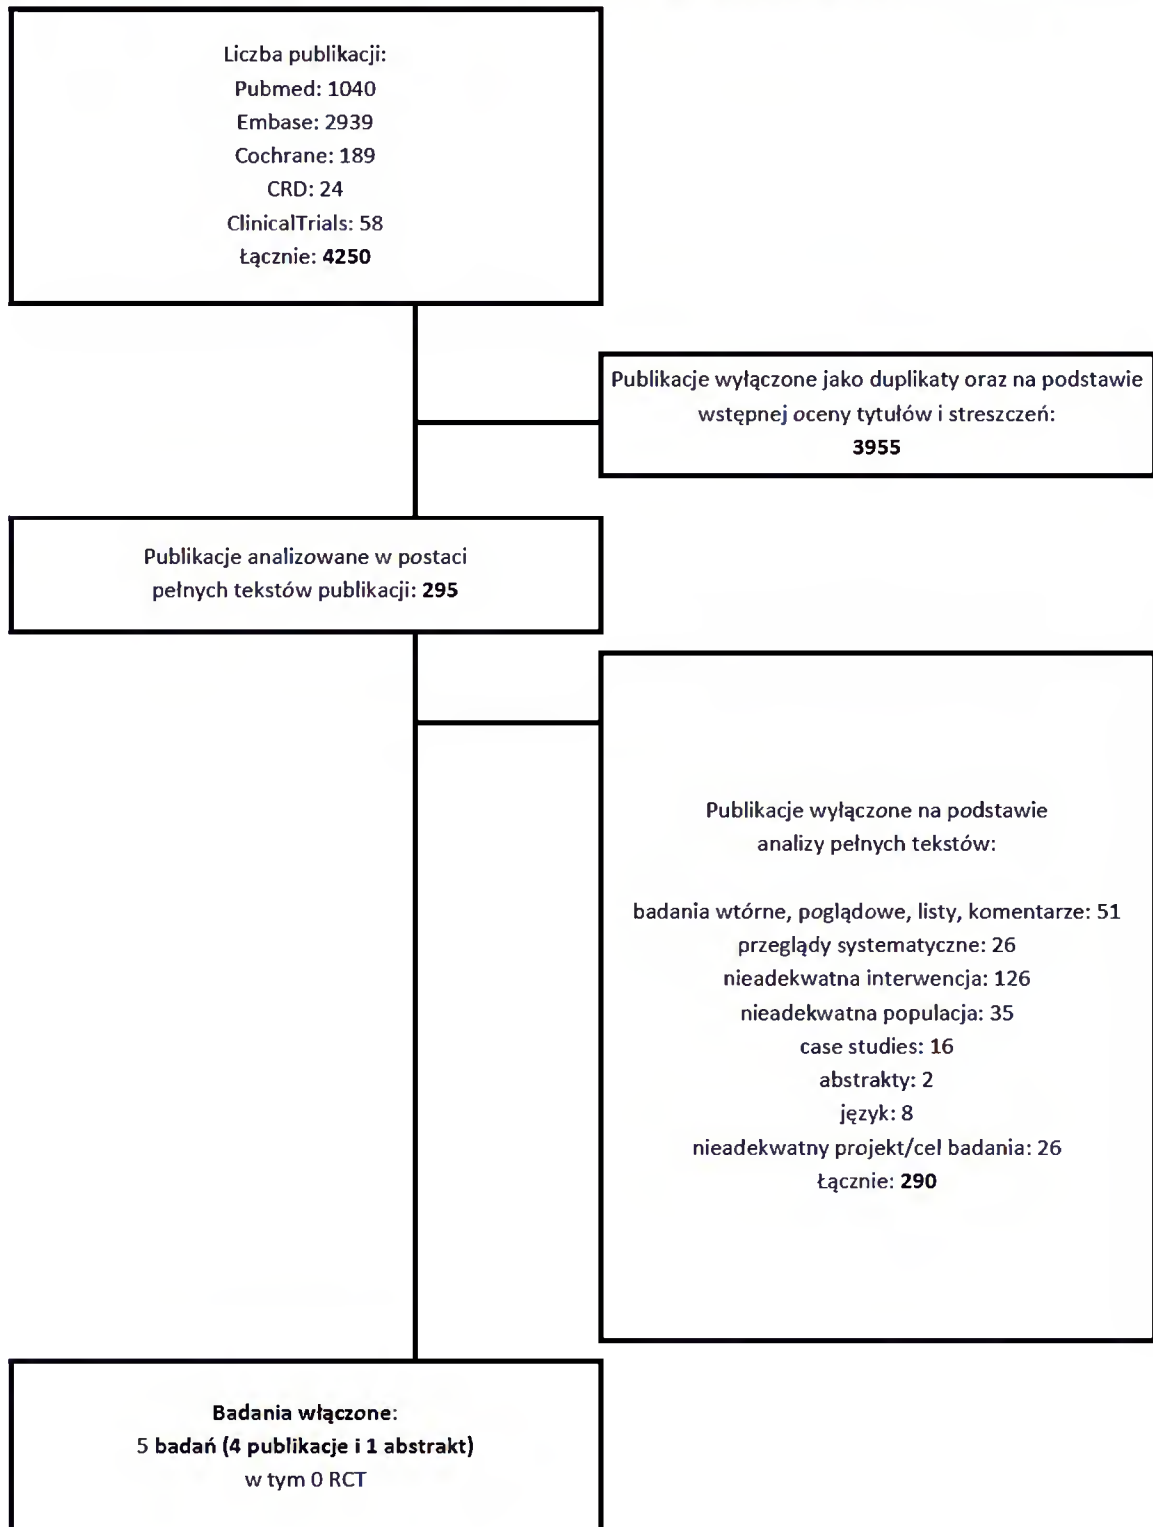 Liczba publikacji:
Pubmed: 1040
Embase: 2939
Cochrane: 189
CRD: 24
ClinicalTrials: 58
Łącznie: 4250
Publikacje wyłączone jako duplikaty oraz na podstawie
wstępnej oceny tytułów i streszczeń:
3955
Publikacje analizowane w postaci
pełnych tekstów publikacji: 295
Publikacje wyłączone na podstawie
analizy pełnych tekstów:
badania wtórne, poglądowe, listy, komentarze: 51
przeglądy systematyczne: 26
nieadekwatna interwencja: 126
nieadekwatna populacja: 35
case studies: 16
abstrakty: 2
język: 8
nieadekwatny projekt/cel badania: 26
Łącznie: 290
Badania włączone:
5 badań (4 publikacje i 1 abstrakt)
w tym 0 RCT